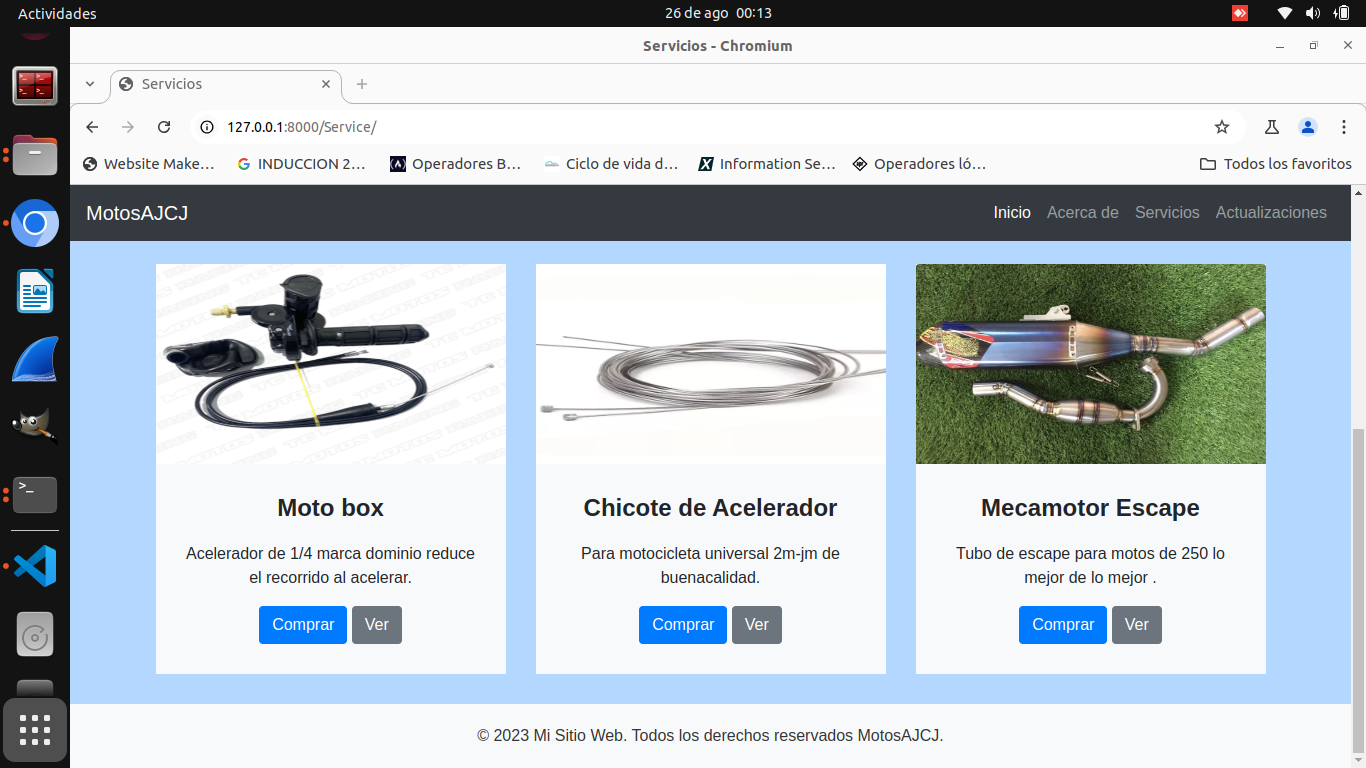 Actividades
26 de ago 00:13
Servicios - Chromium
Servicios
127.0.0.1:8000/Service/
Website Make...
INDUCCION 2...
Operadores B...
Ciclo de vida d...
Information Se...
Operadores ló...
Todos los favoritos
MotosAJCJ
Inicio
Acerca de
Servicios
Actualizaciones
Moto box
Acelerador de 1/4 marca dominio reduce
el recorrido al acelerar.
Comprar
Ver
Chicote de Acelerador
Para motocicleta universal 2m-jm de
buenacalidad.
Comprar
Ver
Mecamotor Escape
Tubo de escape para motos de 250 lo
mejor de lo mejor .
Comprar
Ver
© 2023 Mi Sitio Web. Todos los derechos reservados MotosAJCJ.